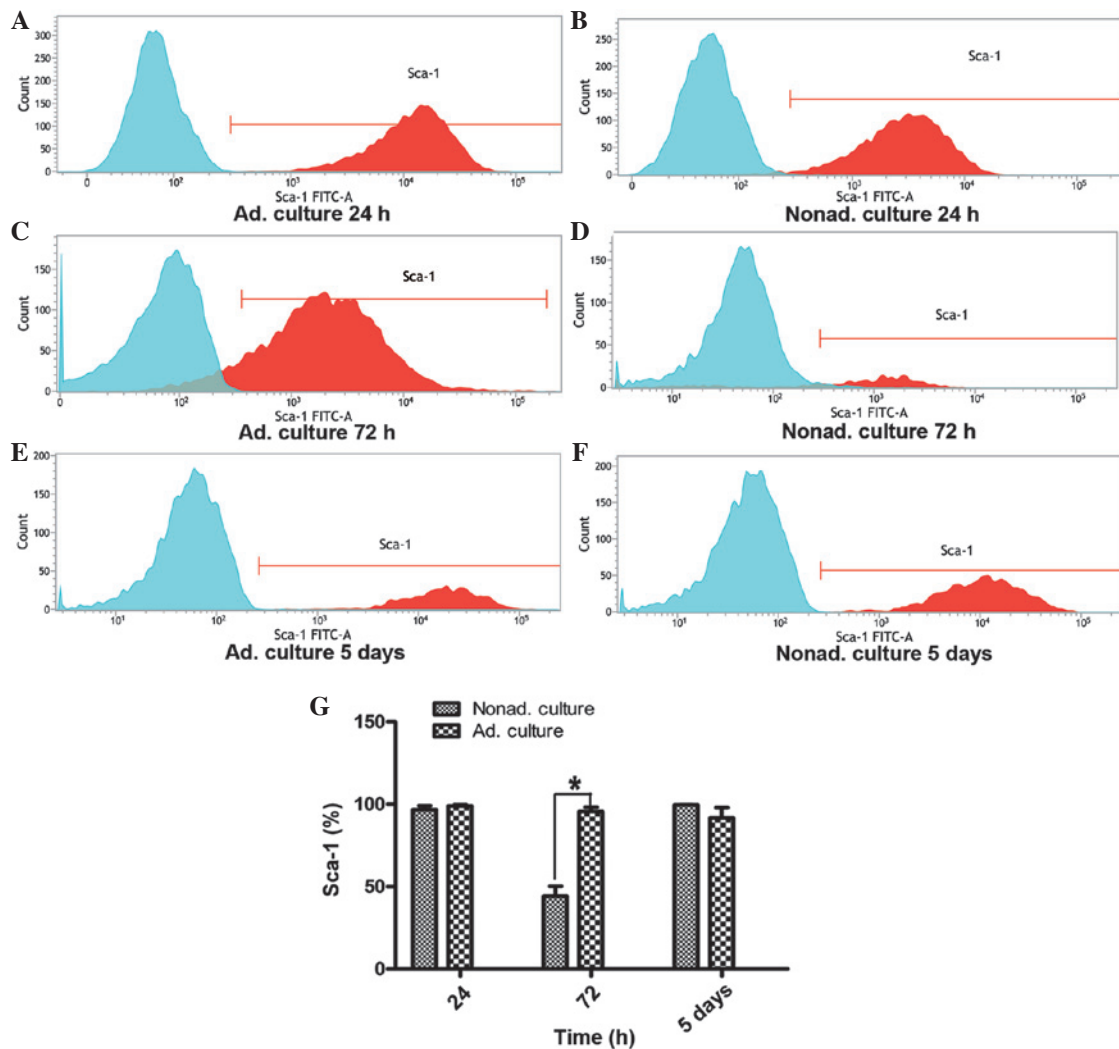 A
B
300
250
200
150
100
50
0
Count
Sca-1
0
10²
10³
10⁴
10⁵
Sca-1 FITC-A
Ad. culture 24 h
250
200
150
100
50
0
Count
Sca-1
0
10²
10³
10⁴
10⁵
Sca-1 FITC-A
Nonad. culture 24 h
C
D
150
100
50
0
Count
Sca-1
0
10²
10³
10⁴
10⁵
Sca-1 FITC-A
Ad. culture 72 h
150
100
50
0
Count
Sca-1
10¹
10²
10³
10⁴
10⁵
Sca-1 FITC-A
Nonad. culture 72 h
E
F
200
150
100
50
0
Count
Sca-1
10¹
10²
10³
10⁴
10⁵
Sca-1 FITC-A
Ad. culture 5 days
200
150
100
50
0
Count
Sca-1
10¹
10²
10³
10⁴
10⁵
Sca-1 FITC-A
Nonad. culture 5 days
G
Nonad. culture
Ad. culture
150
100
50
0
Sca-1 (%)
*
24
72
5 days
Time (h)